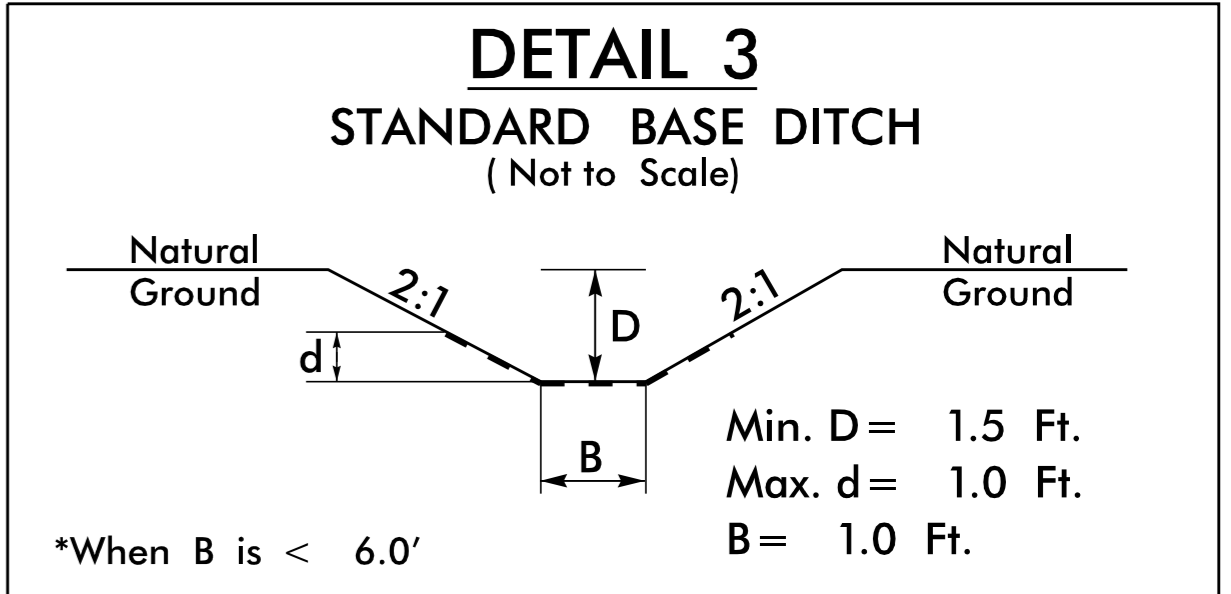 DETAIL 3
STANDARD BASE DITCH
( Not to Scale)
Natural
Ground
2:1
d
D
2:1
Natural
Ground
B
Min. D = 1.5 Ft.
Max. d = 1.0 Ft.
B = 1.0 Ft.
*When B is < 6.0'